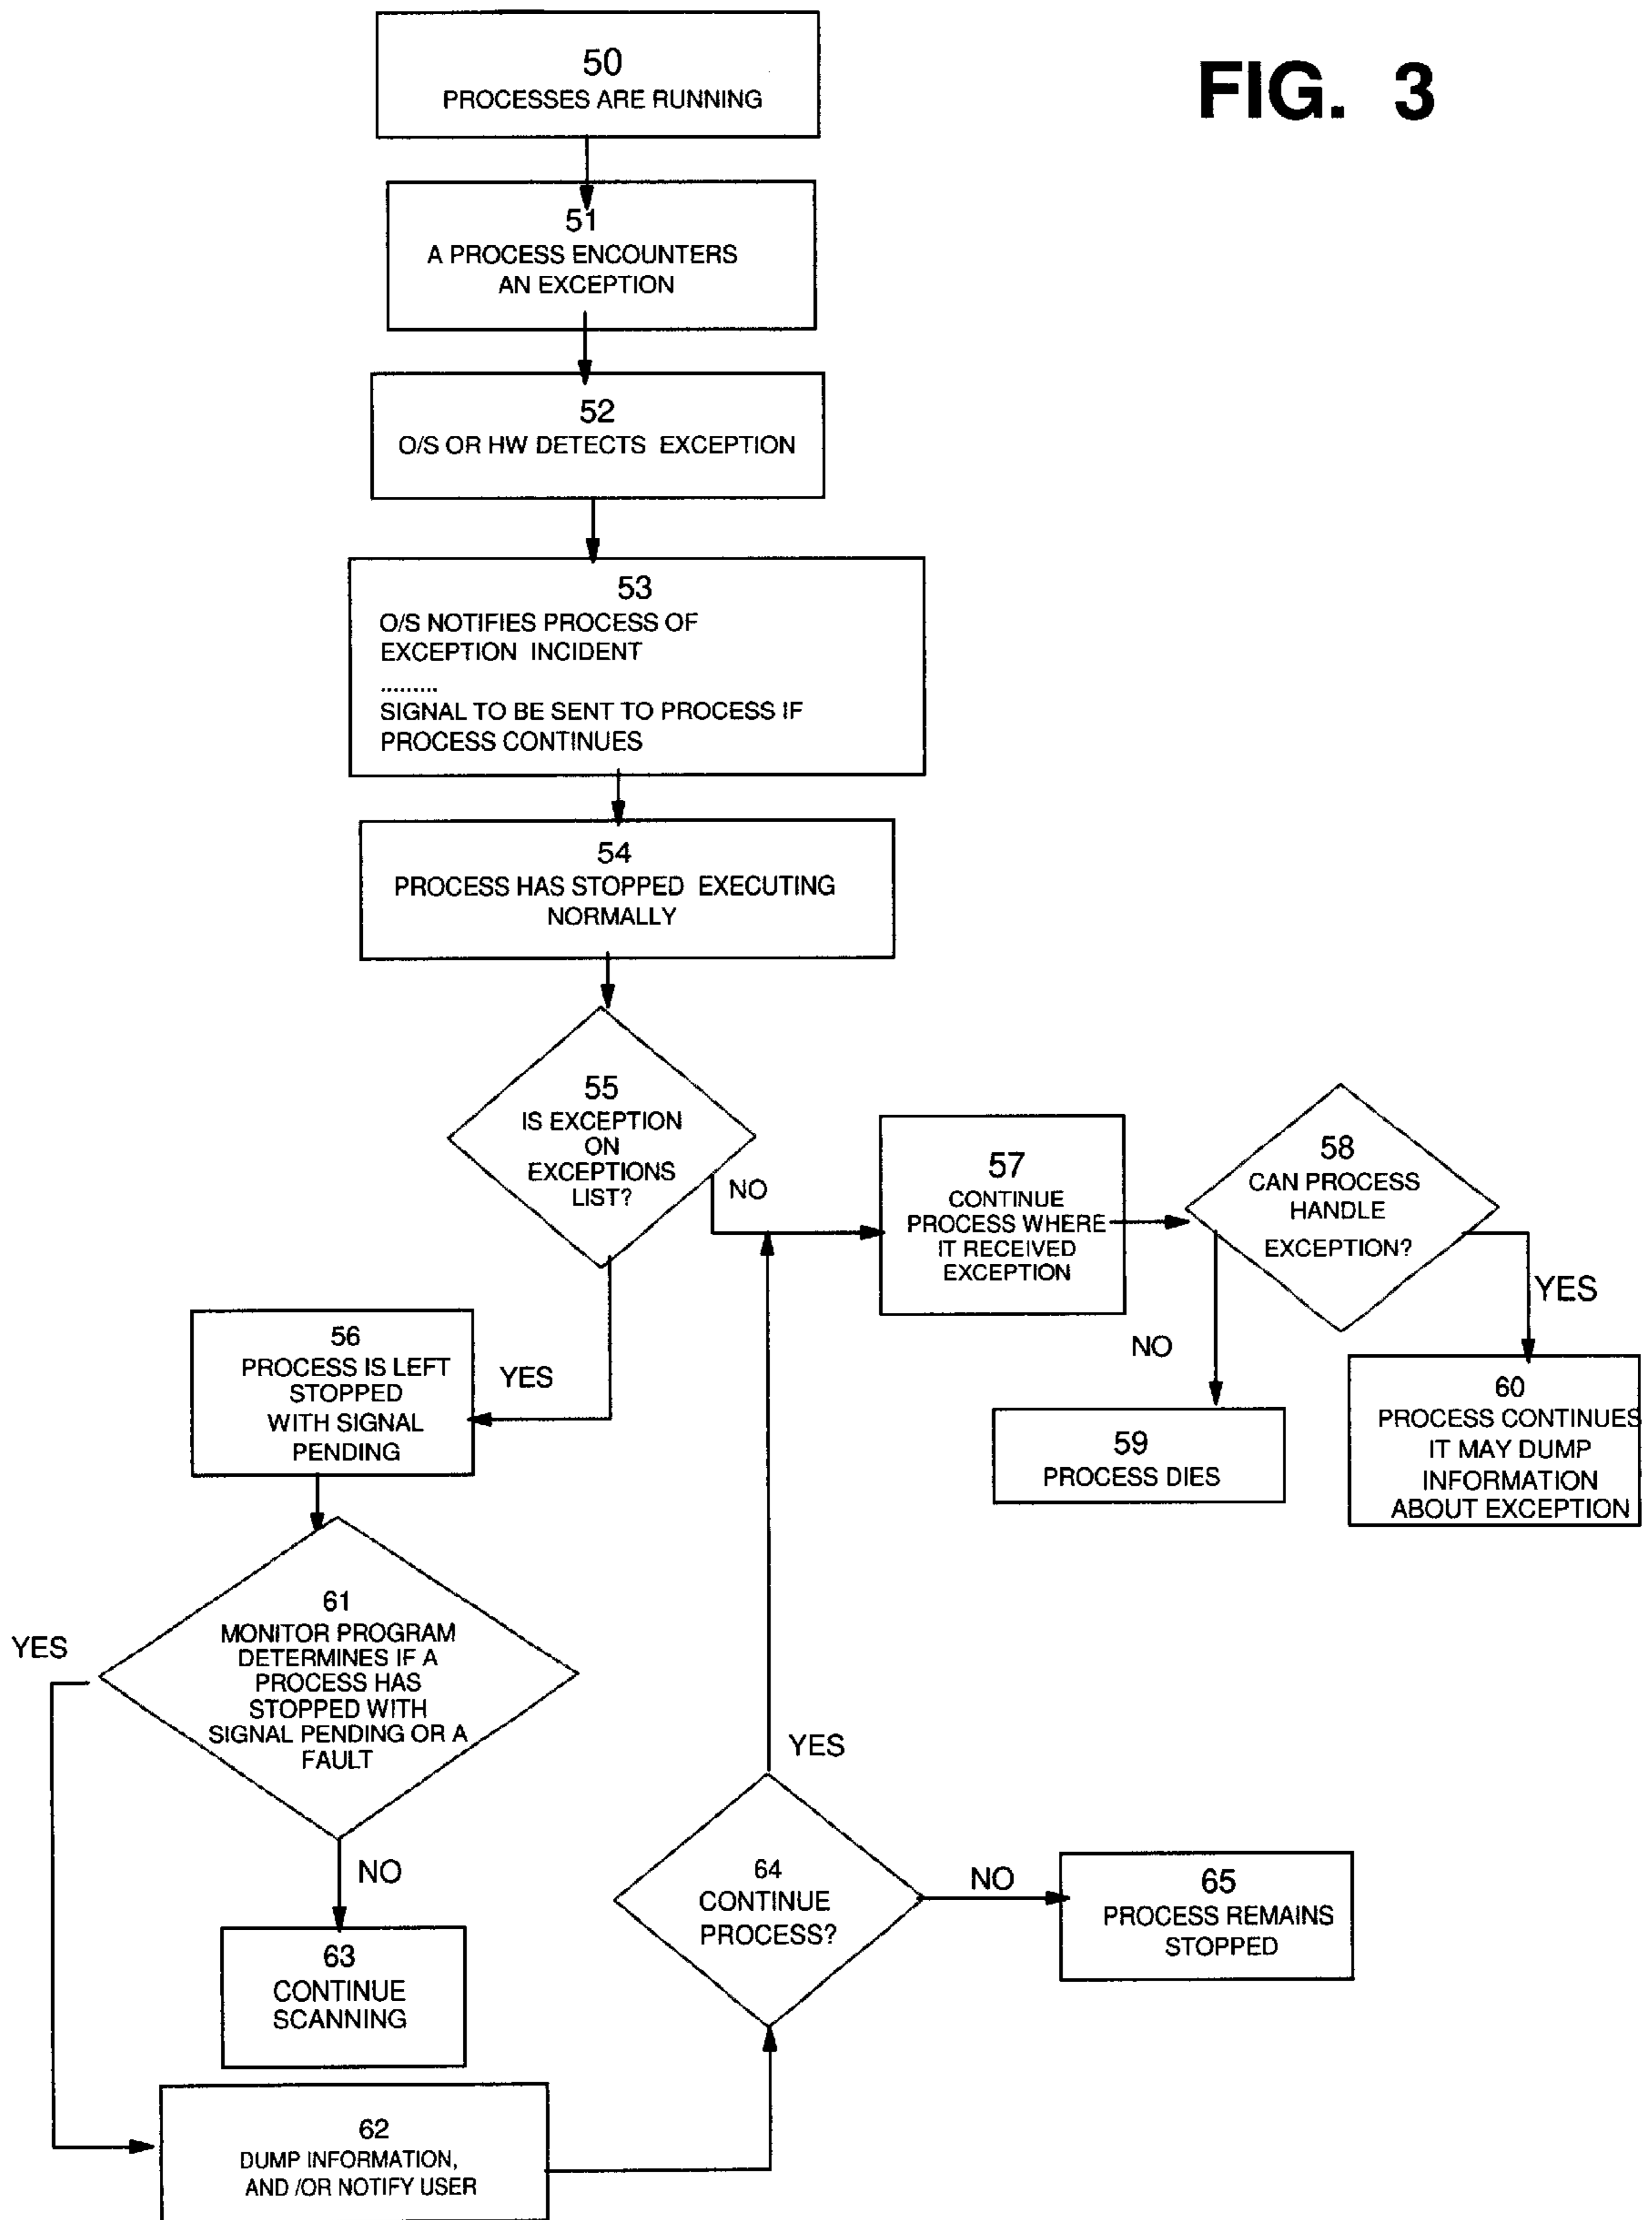 FIG. 3
50
PROCESSES ARE RUNNING
51
A PROCESS ENCOUNTERS
AN EXCEPTION
52
O/S OR HW DETECTS EXCEPTION
53
O/S NOTIFIES PROCESS OF
EXCEPTION INCIDENT
.........
SIGNAL TO BE SENT TO PROCESS IF
PROCESS CONTINUES
54
PROCESS HAS STOPPED EXECUTING
NORMALLY
55
IS EXCEPTION
ON
EXCEPTIONS
LIST?
NO
57
CONTINUE
PROCESS WHERE
IT RECEIVED
EXCEPTION
58
CAN PROCESS
HANDLE
EXCEPTION?
YES
NO
56
PROCESS IS LEFT
STOPPED
WITH SIGNAL
PENDING
YES
59
PROCESS DIES
60
PROCESS CONTINUES
IT MAY DUMP
INFORMATION
ABOUT EXCEPTION
61
MONITOR PROGRAM
DETERMINES IF A
PROCESS HAS
STOPPED WITH
SIGNAL PENDING OR A
FAULT
YES
NO
YES
64
CONTINUE
PROCESS?
NO
65
PROCESS REMAINS
STOPPED
63
CONTINUE
SCANNING
62
DUMP INFORMATION,
AND /OR NOTIFY USER